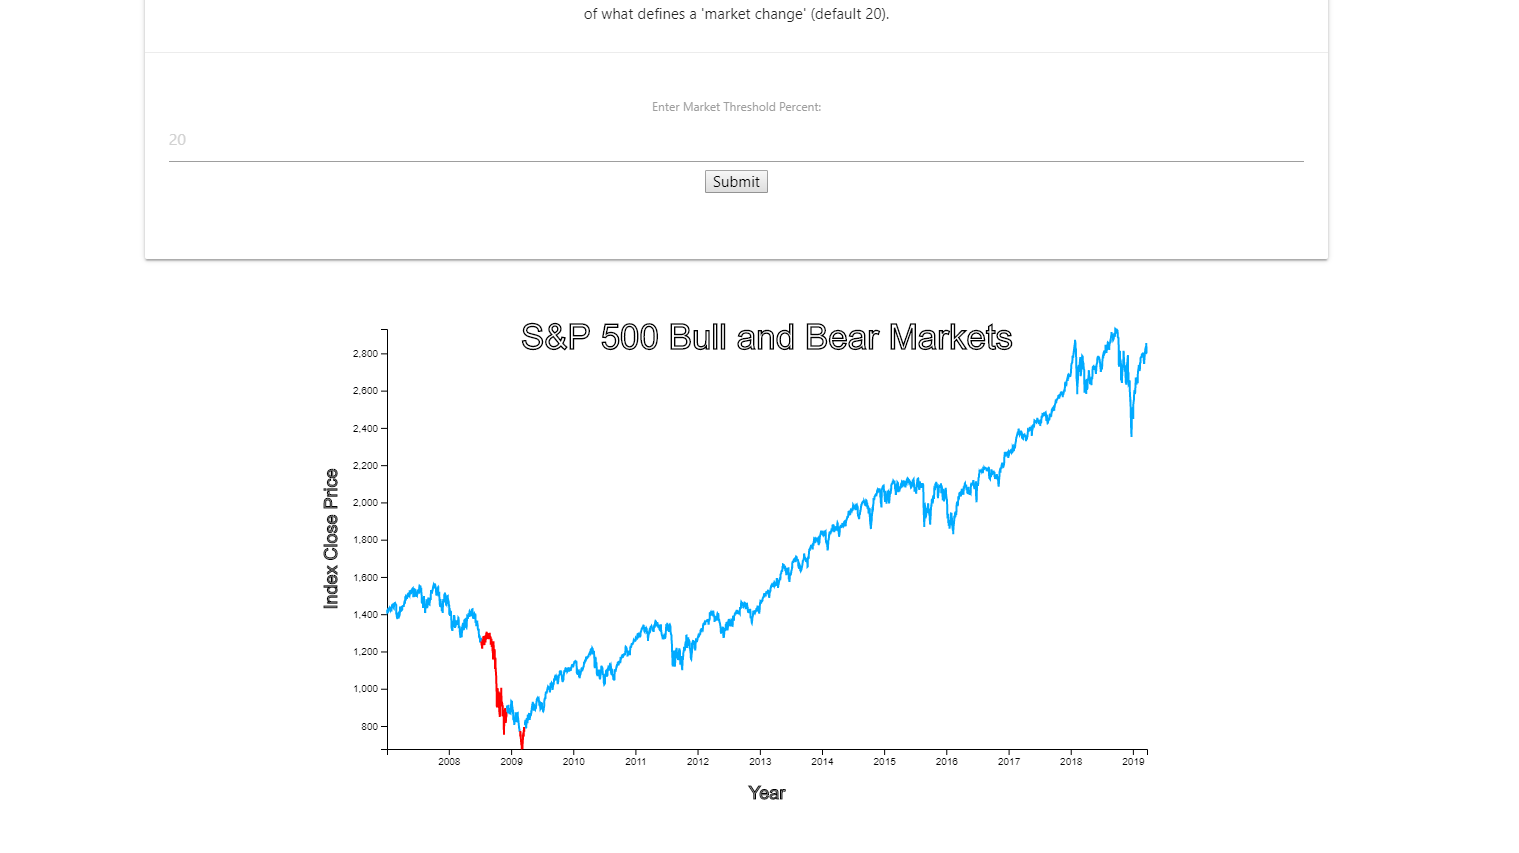 of what defines a 'market change' (default 20).
Enter Market Threshold Percent:
20
Submit
S&P 500 Bull and Bear Markets
2,800
2,600
2,400
2,200
2,000
1,800
1,600
1,400
1,200
1,000
800
Index Close Price
2008 2009 2010 2011 2012 2013 2014 2015 2016 2017 2018 2019
Year